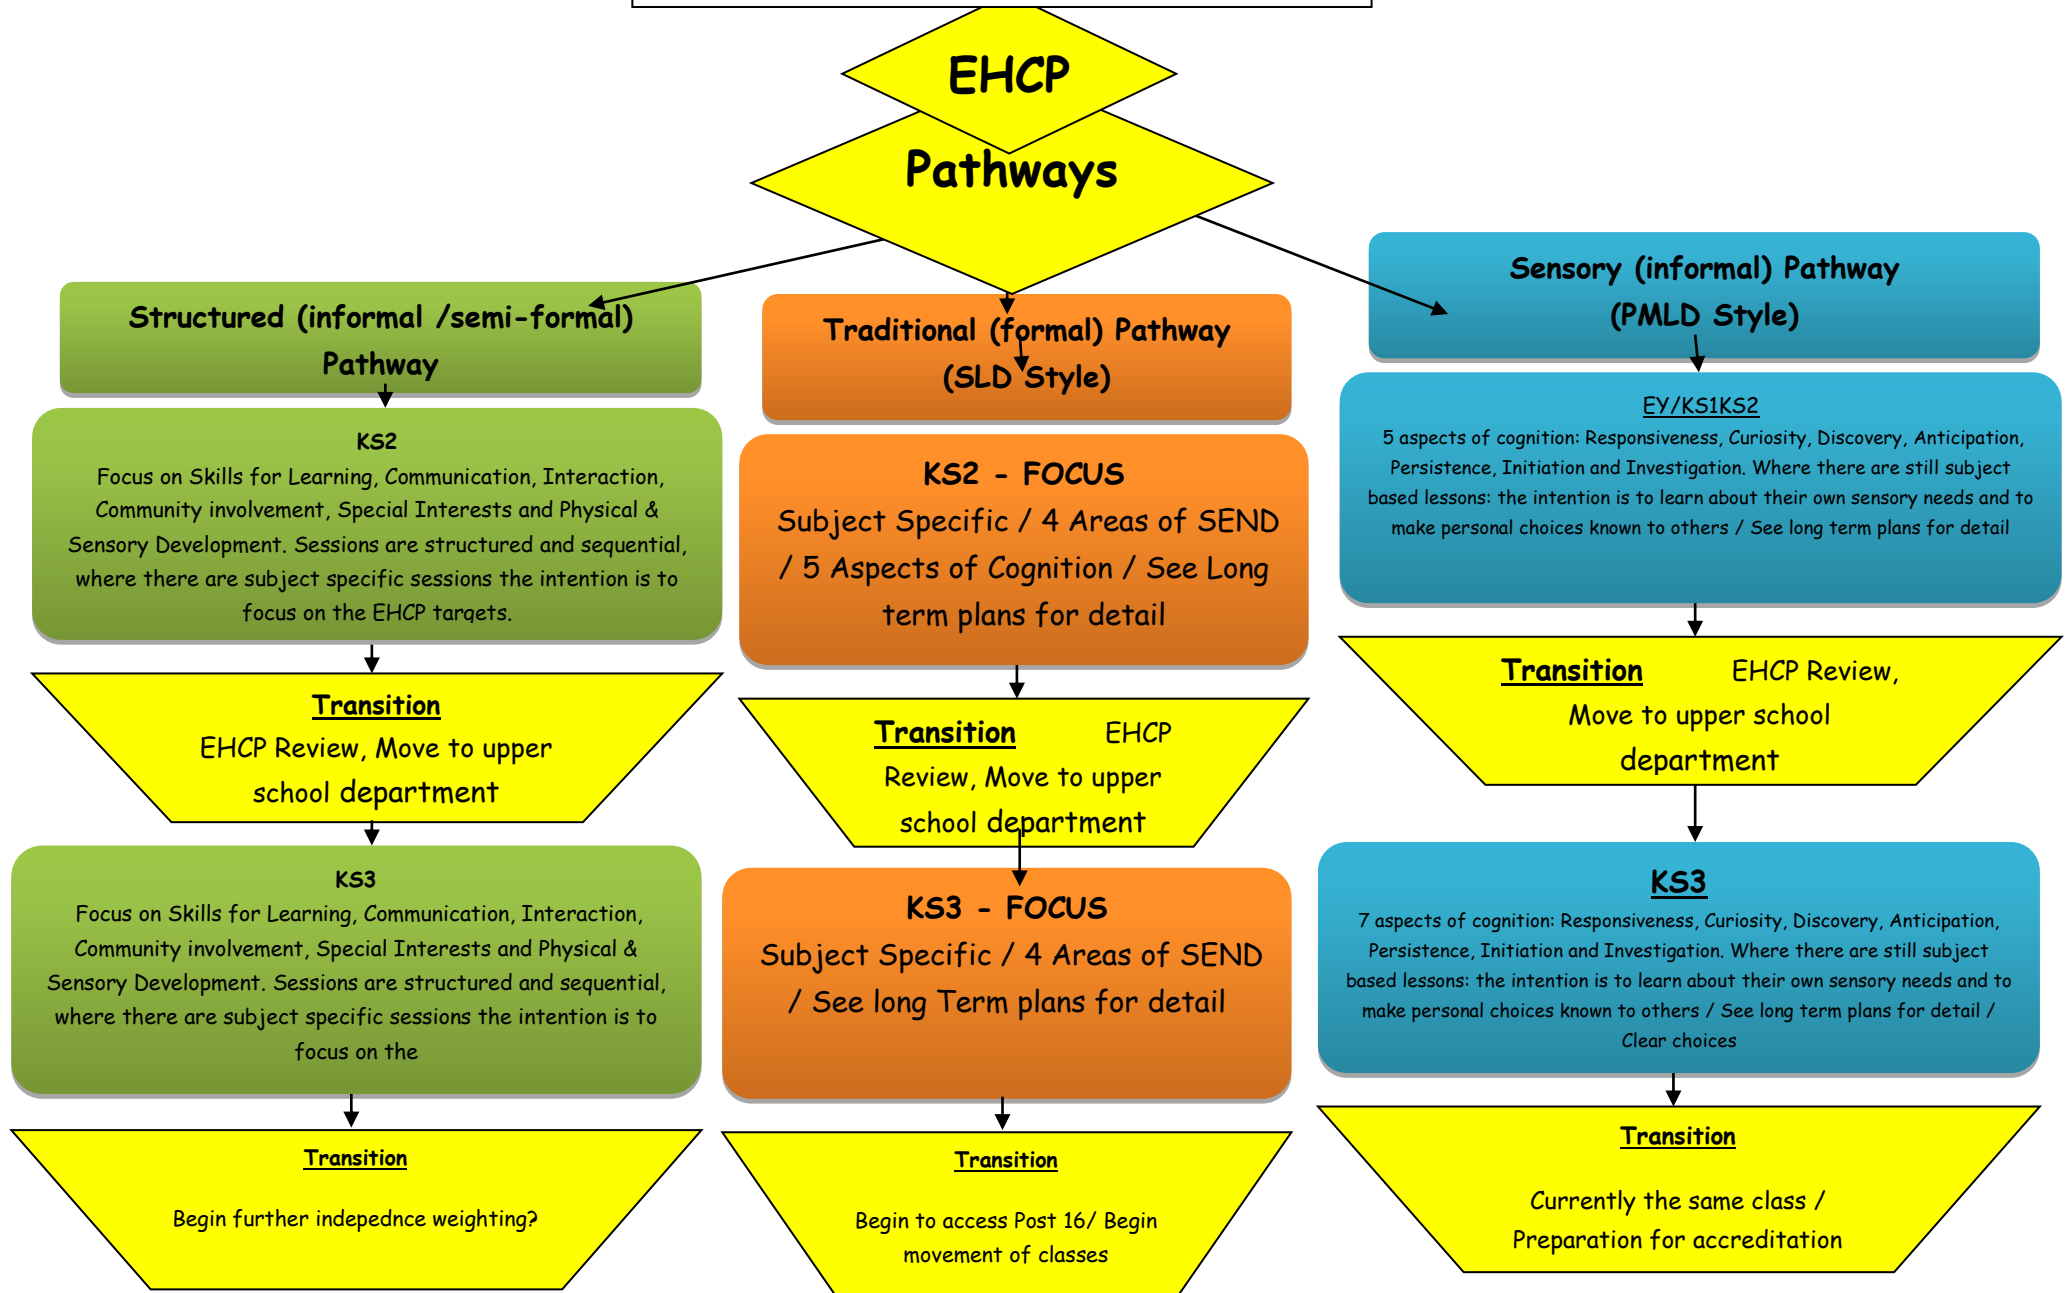 EHCP
Pathways
Structured (informal /semi-formal)
Pathway
KS2
Focus on Skills for Learning, Communication, Interaction,
Community involvement, Special Interests and Physical &
Sensory Development. Sessions are structured and sequential,
where there are subject specific sessions the intention is to
focus on the EHCP targets.
Transition
EHCP Review, Move to upper
school department
KS3
Focus on Skills for Learning, Communication, Interaction,
Community involvement, Special Interests and Physical &
Sensory Development. Sessions are structured and sequential,
where there are subject specific sessions the intention is to
focus on the
Transition
Begin further indepednce weighting?
Traditional (formal) Pathway
(SLD Style)
KS2 - FOCUS
Subject Specific / 4 Areas of SEND
/ 5 Aspects of Cognition / See Long
term plans for detail
Transition EHCP
Review, Move to upper
school department
KS3 - FOCUS
Subject Specific / 4 Areas of SEND
/ See long Term plans for detail
Transition
Begin to access Post 16/ Begin
movement of classes
Sensory (informal) Pathway
(PMLD Style)
EY/KS1KS2
5 aspects of cognition: Responsiveness, Curiosity, Discovery, Anticipation,
Persistence, Initiation and Investigation. Where there are still subject
based lessons: the intention is to learn about their own sensory needs and to
make personal choices known to others / See long term plans for detail
Transition EHCP Review,
Move to upper school
department
KS3
7 aspects of cognition: Responsiveness, Curiosity, Discovery, Anticipation,
Persistence, Initiation and Investigation. Where there are still subject
based lessons: the intention is to learn about their own sensory needs and to
make personal choices known to others / See long term plans for detail /
Clear choices
Transition
Currently the same class /
Preparation for accreditation